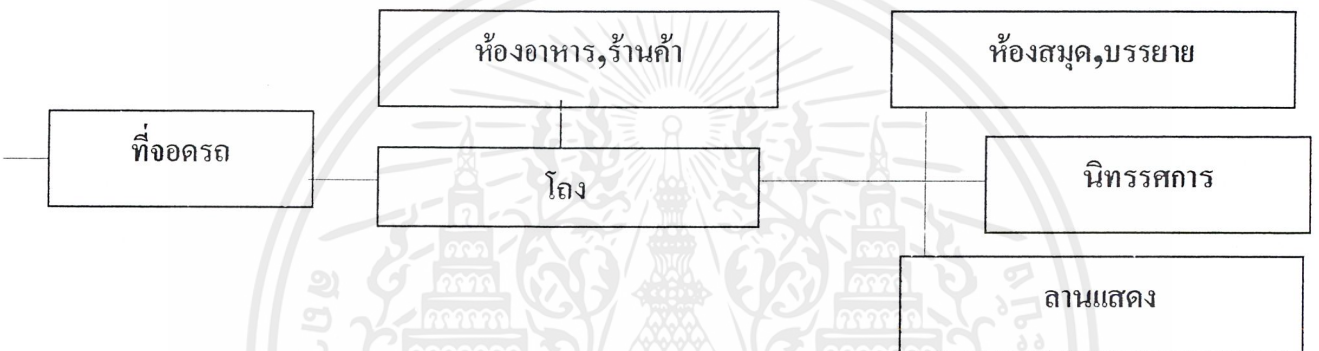 ห้องอาหาร,ร้านค้า
ห้องสมุด,บรรยาย
ที่จอดรถ
โถง
นิทรรศการ
ลานแสดง